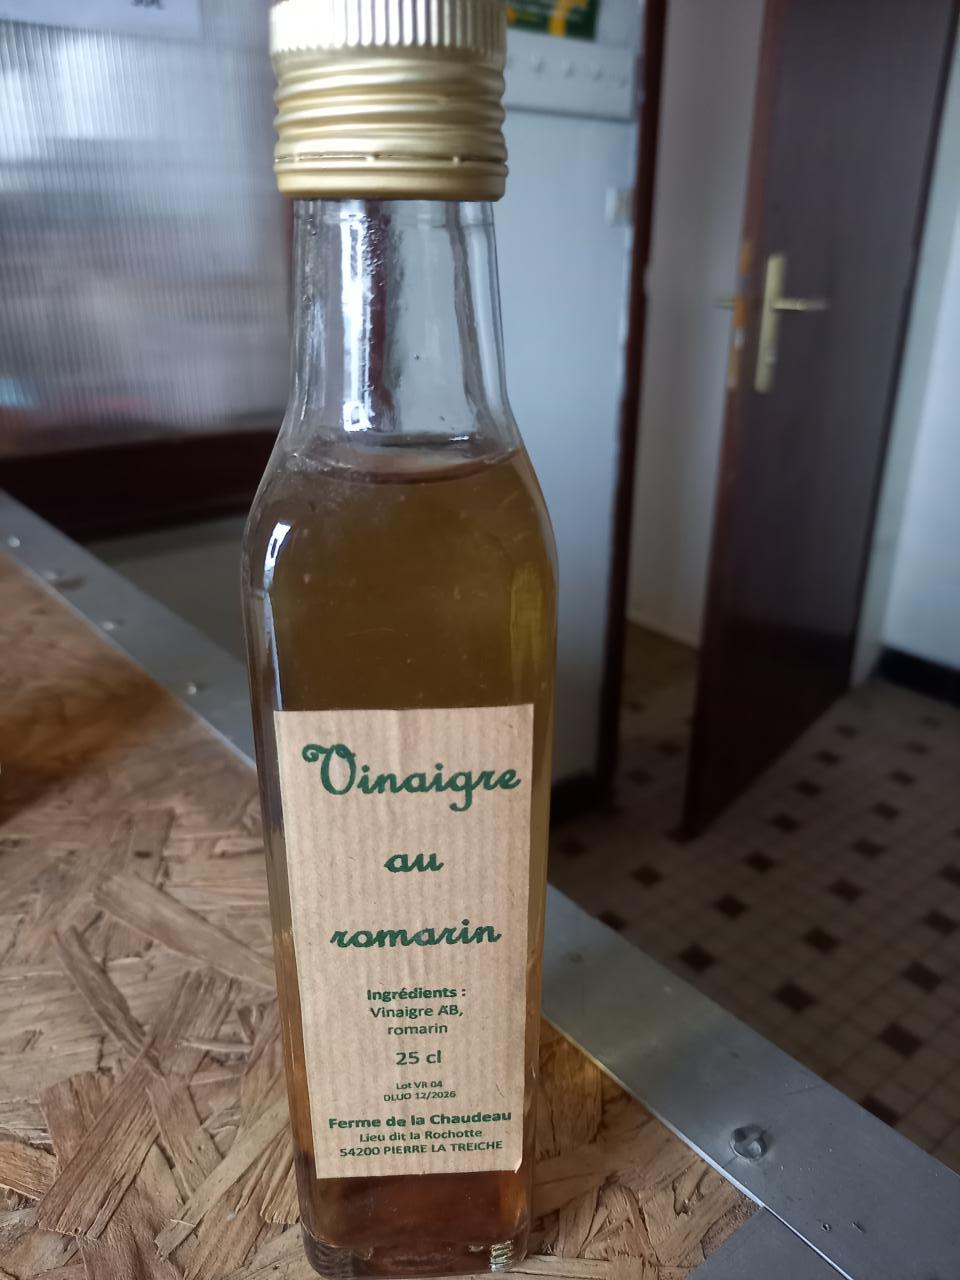 Vinaigre
au
romarin
Ingrédients :
Vinaigre AB,
romarin
25 cl
Lot VR 04
DLUO 12/2026
Ferme de la Chaudeau
Lieu dit la Rochotte
54200 PIERRE LA TREICHE